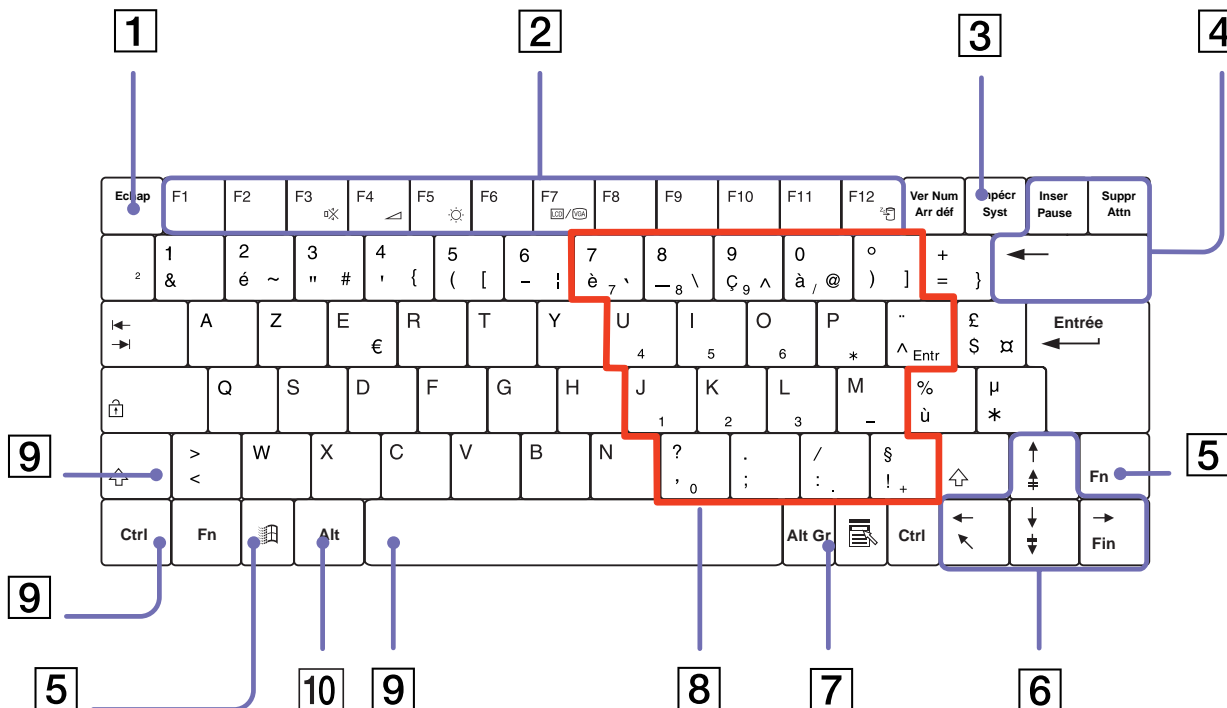 1 2 3 4
Echap F1 F2 F3 F4 F5 F6 F7 LCD/VGA F8 F9 F10 F11 F12 Ver Num Arr déf Syst Inser Pause Suppr Attn
² 1 & 2 é ~ 3 " # 4 ' { 5 ( [ 6 - ¦ 7 è 7 ` 8 _ 8 \ 9 ç 9 ^ 0 à / @ ° ) ] + = }
A Z E € R T Y U 4 I 5 O 6 P * ¨ ^ Entr £ $ ¤ Entrée
Q S D F G H J 1 K 2 L 3 M - % ù µ *
9 > < W X C V B N ? , 0 . ; / : . § ! + Fn 5
Ctrl Fn Alt Alt Gr Ctrl Fin
9
5 10 9 8 7 6